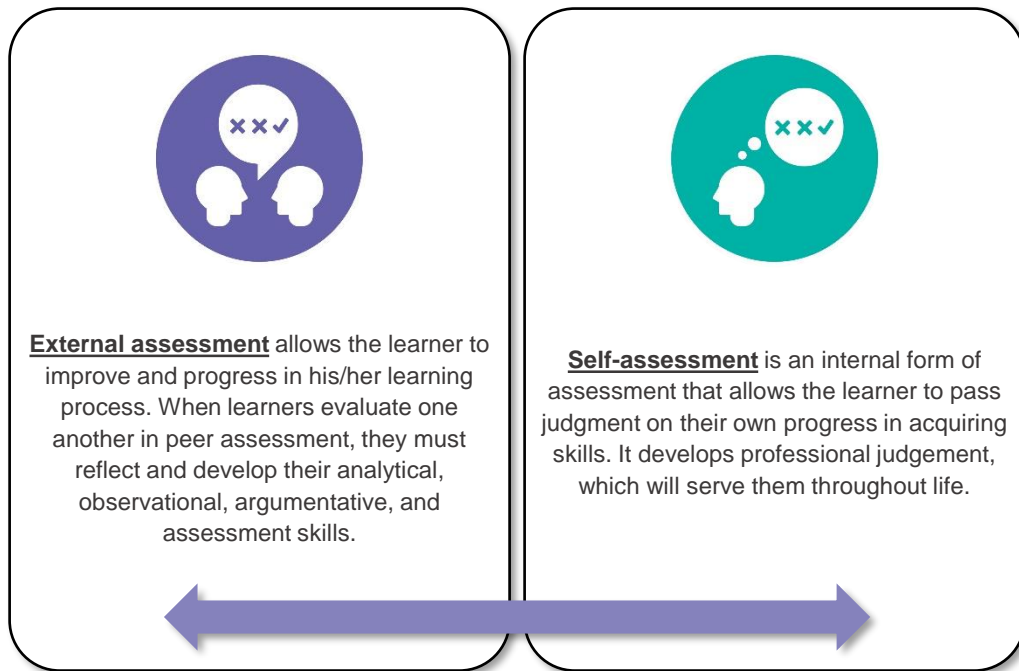 External assessment allows the learner to
improve and progress in his/her learning
process. When learners evaluate one
another in peer assessment, they must
reflect and develop their analytical,
observational, argumentative, and
assessment skills.
Self-assessment is an internal form of
assessment that allows the learner to pass
judgment on their own progress in acquiring
skills. It develops professional judgement,
which will serve them throughout life.